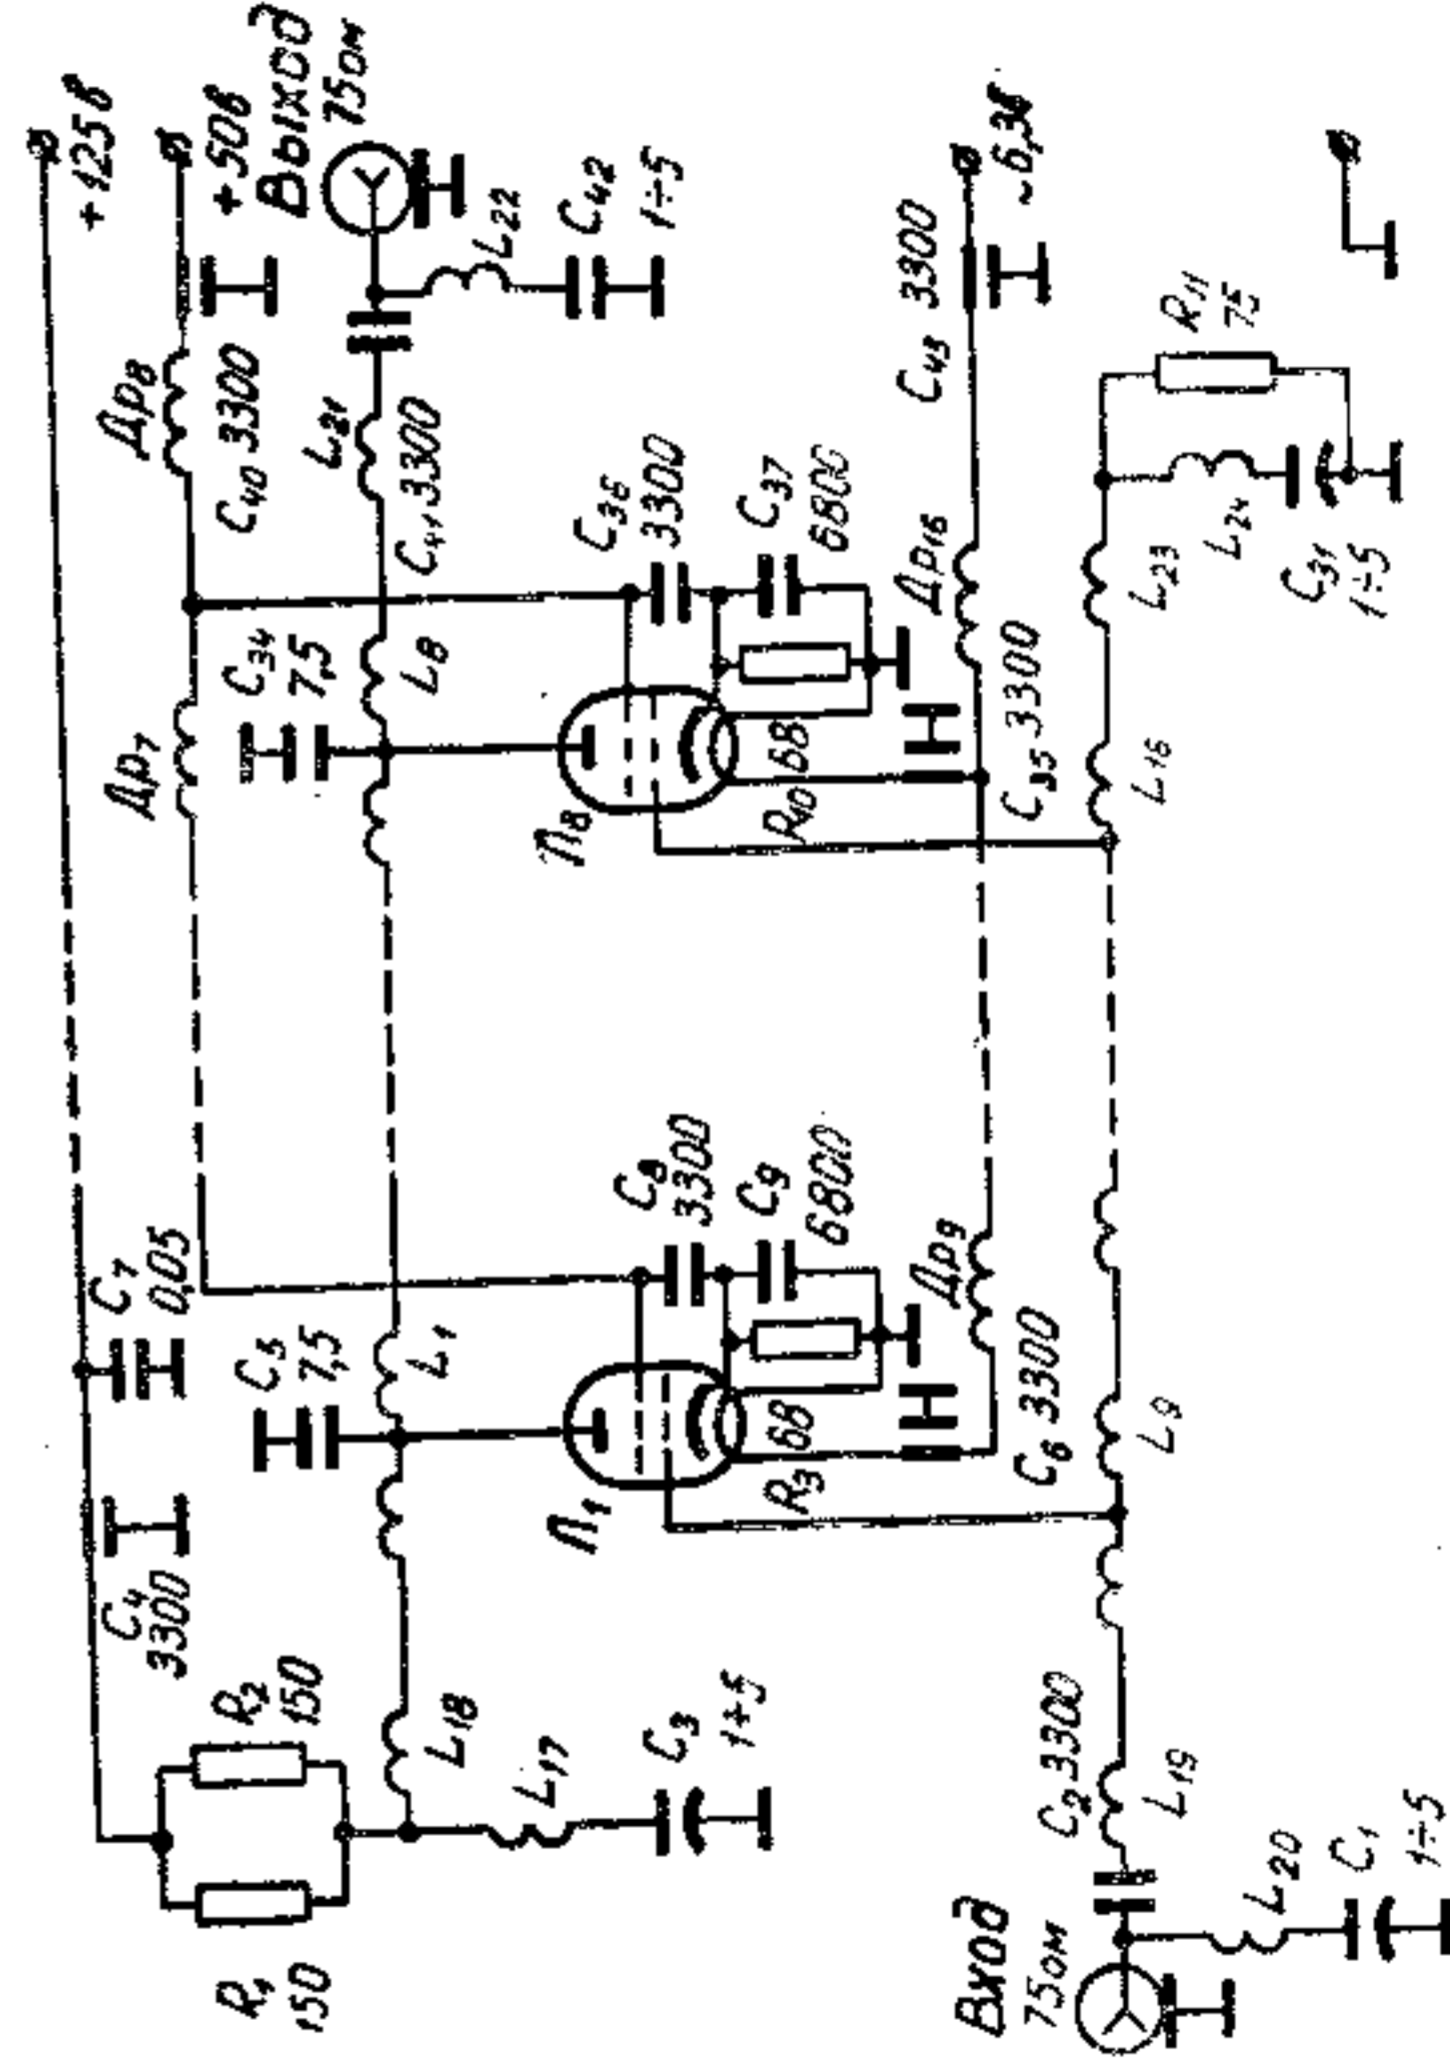 +125В
+50В
Выход
75ом
Др8
C40 3300
L21
C41 3300
L22
C42
1÷5
Др7
C34
7,5
L8
C36
3300
C37
6800
Л8
R10 68
C43 3300
~6,3В
Др16
C35 3300
R11
75
L23
L24
C31
1÷5
L16
C7
0,05
C5
7,5
L1
C8
3300
C9
6800
Л1
R3 68
Др9
C6 3300
L9
C4
3300
R2
150
R1
150
L18
L17
C3
1÷5
C2 3300
L19
Вход
75ом
L20
C1
1÷5